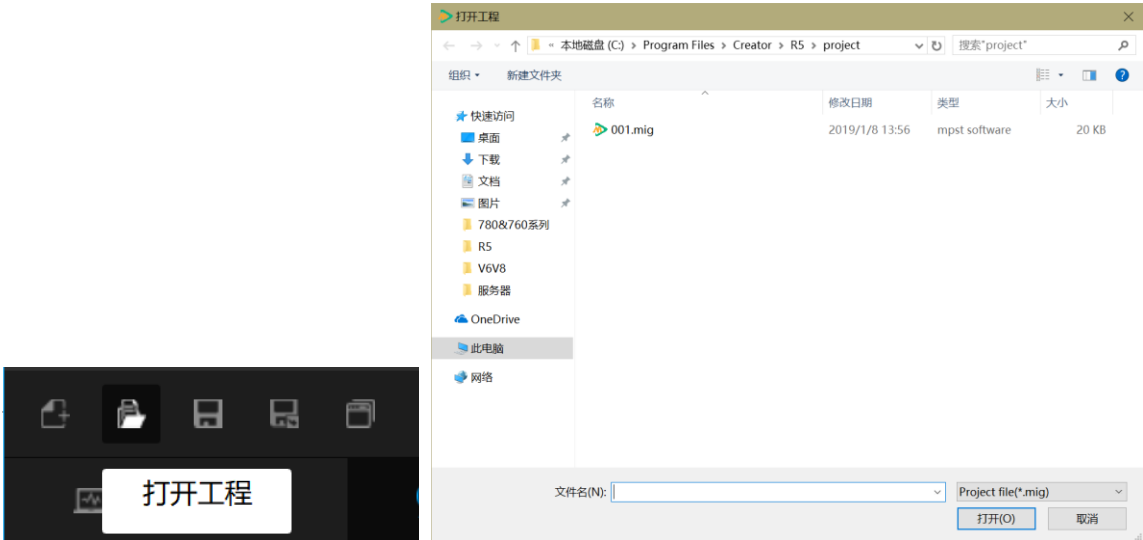 打开工程
打开工程
« 本地磁盘 (C:) › Program Files › Creator › R5 › project
搜索"project"
组织
新建文件夹
名称 修改日期 类型 大小
001.mig 2019/1/8 13:56 mpst software 20 KB
快速访问
桌面
下载
文档
图片
780&760系列
R5
V6V8
服务器
OneDrive
此电脑
网络
文件名(N):
Project file(*.mig)
打开(O) 取消